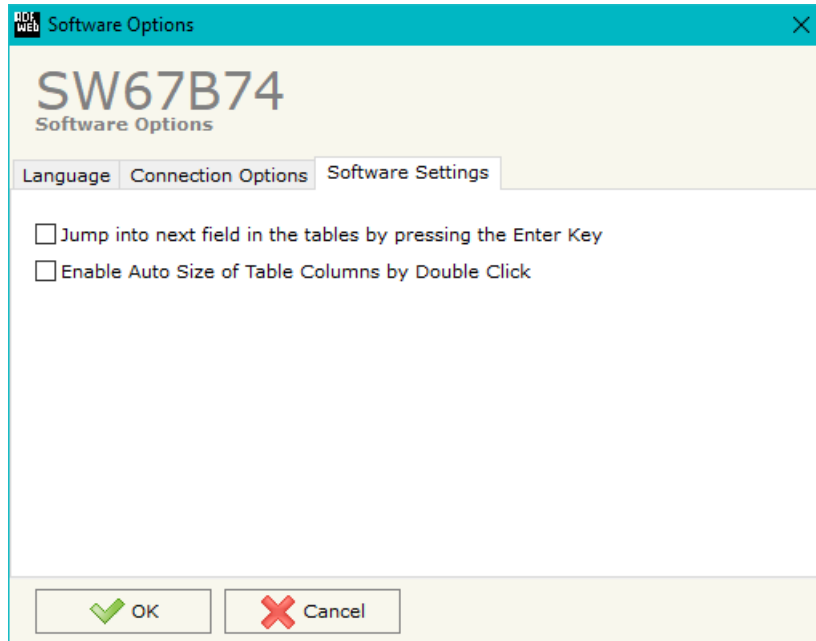 ADF
WEB Software Options
SW67B74
Software Options
Language Connection Options Software Settings
Jump into next field in the tables by pressing the Enter Key
Enable Auto Size of Table Columns by Double Click
OK Cancel